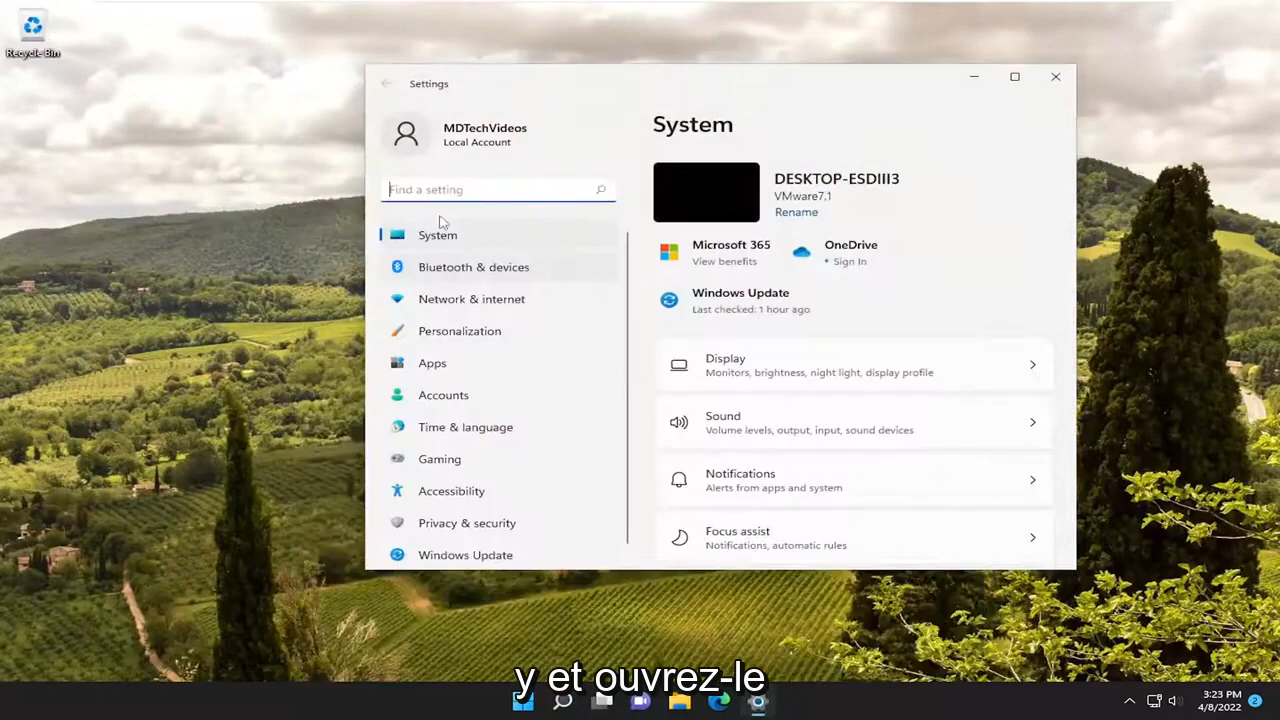 Recycle Bin
Settings
MDTechVideos
Local Account
Find a setting
System
Bluetooth & devices
Network & internet
Personalization
Apps
Accounts
Time & language
Gaming
Accessibility
Privacy & security
Windows Update
System
DESKTOP-ESDIII3
VMware7,1
Rename
Microsoft 365
View benefits
OneDrive
• Sign In
Windows Update
Last checked: 1 hour ago
Display
Monitors, brightness, night light, display profile
Sound
Volume levels, output, input, sound devices
Notifications
Alerts from apps and system
Focus assist
Notifications, automatic rules
y et ouvrez-le
3:23 PM
4/8/2022
2